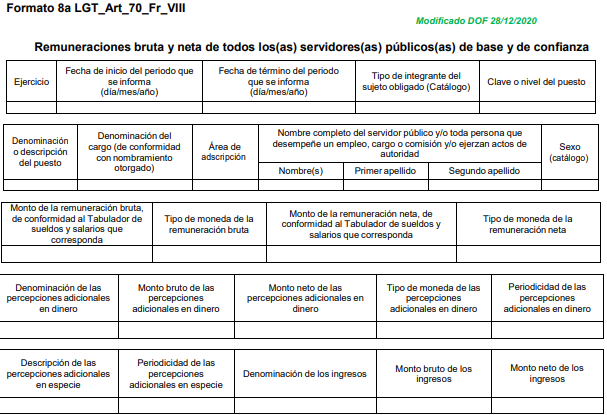 Formato 8a LGT_Art_70_Fr_VIII
Modificado DOF 28/12/2020
Remuneraciones bruta y neta de todos los(as) servidores(as) públicos(as) de base y de confianza
Ejercicio
Fecha de inicio del periodo que
se informa
(día/mes/año)
Fecha de término del periodo
que se informa
(día/mes/año)
Tipo de integrante del
sujeto obligado (Catálogo)
Clave o nivel del puesto
Denominación
o descripción
del puesto
Denominación del
cargo (de conformidad
con nombramiento
otorgado)
Área de
adscripción
Nombre completo del servidor público y/o toda persona que
desempeñe un empleo, cargo o comisión y/o ejerzan actos de
autoridad
Nombre(s)
Primer apellido
Segundo apellido
Sexo
(catálogo)
Monto de la remuneración bruta,
de conformidad al Tabulador de
sueldos y salarios que
corresponda
Tipo de moneda de la
remuneración bruta
Monto de la remuneración neta, de
conformidad al Tabulador de sueldos y
salarios que corresponda
Tipo de moneda de la
remuneración neta
Denominación de las
percepciones adicionales
en dinero
Monto bruto de las
percepciones
adicionales en dinero
Monto neto de las
percepciones adicionales en
dinero
Tipo de moneda de las
percepciones
adicionales en dinero
Periodicidad de las
percepciones
adicionales en dinero
Descripción de las
percepciones adicionales
en especie
Periodicidad de las
percepciones
adicionales en especie
Denominación de los ingresos
Monto bruto de los
ingresos
Monto neto de los
ingresos